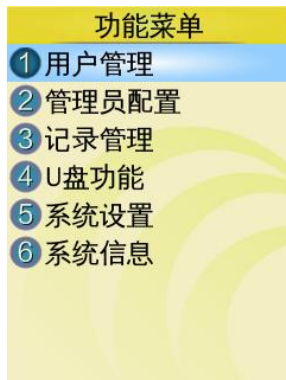 功能菜单
1 用户管理
2 管理员配置
3 记录管理
4 U盘功能
5 系统设置
6 系统信息